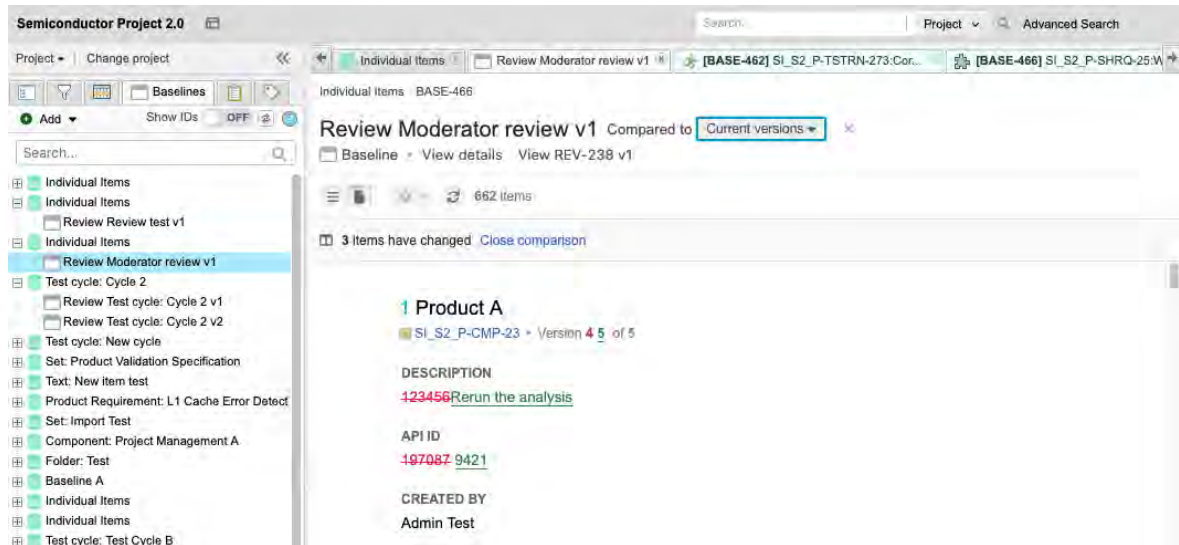 Semiconductor Project 2.0
Search... Project Advanced Search
Project Change project
Individual Items Review Moderator review v1 [BASE-462] SI_S2_P-TSTRN-273:Cor... [BASE-466] SI_S2_P-SHRQ-25:W
Baselines
Add Show IDs OFF
Search...
Individual Items
Individual Items
Review Review test v1
Individual Items
Review Moderator review v1
Test cycle: Cycle 2
Review Test cycle: Cycle 2 v1
Review Test cycle: Cycle 2 v2
Test cycle: New cycle
Set: Product Validation Specification
Text: New item test
Product Requirement: L1 Cache Error Detect
Set: Import Test
Component: Project Management A
Folder: Test
Baseline A
Individual Items
Individual Items
Test cycle: Test Cycle B
Individual Items BASE-466
Review Moderator review v1 Compared to Current versions
Baseline View details View REV-238 v1
662 items
3 Items have changed Close comparison
1 Product A
SI_S2_P-CMP-23 Version 4 5 of 5
DESCRIPTION
123456Rerun the analysis
API ID
197087 9421
CREATED BY
Admin Test